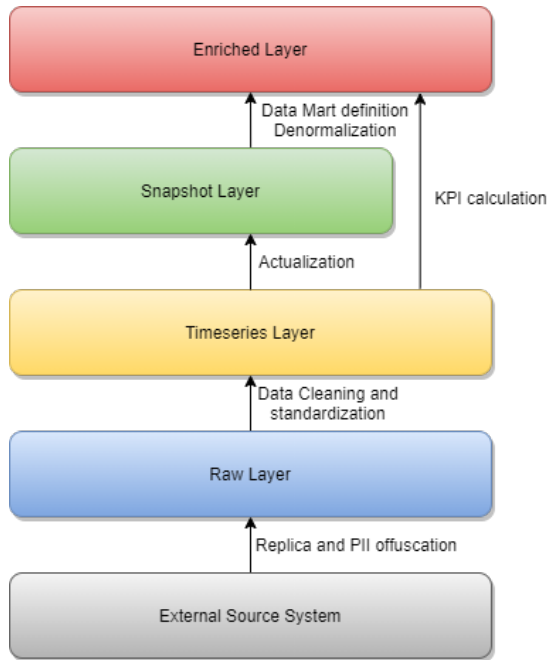 Enriched Layer
Data Mart definition
Denormalization
KPI calculation
Snapshot Layer
Actualization
Timeseries Layer
Data Cleaning and
standardization
Raw Layer
Replica and PII offuscation
External Source System